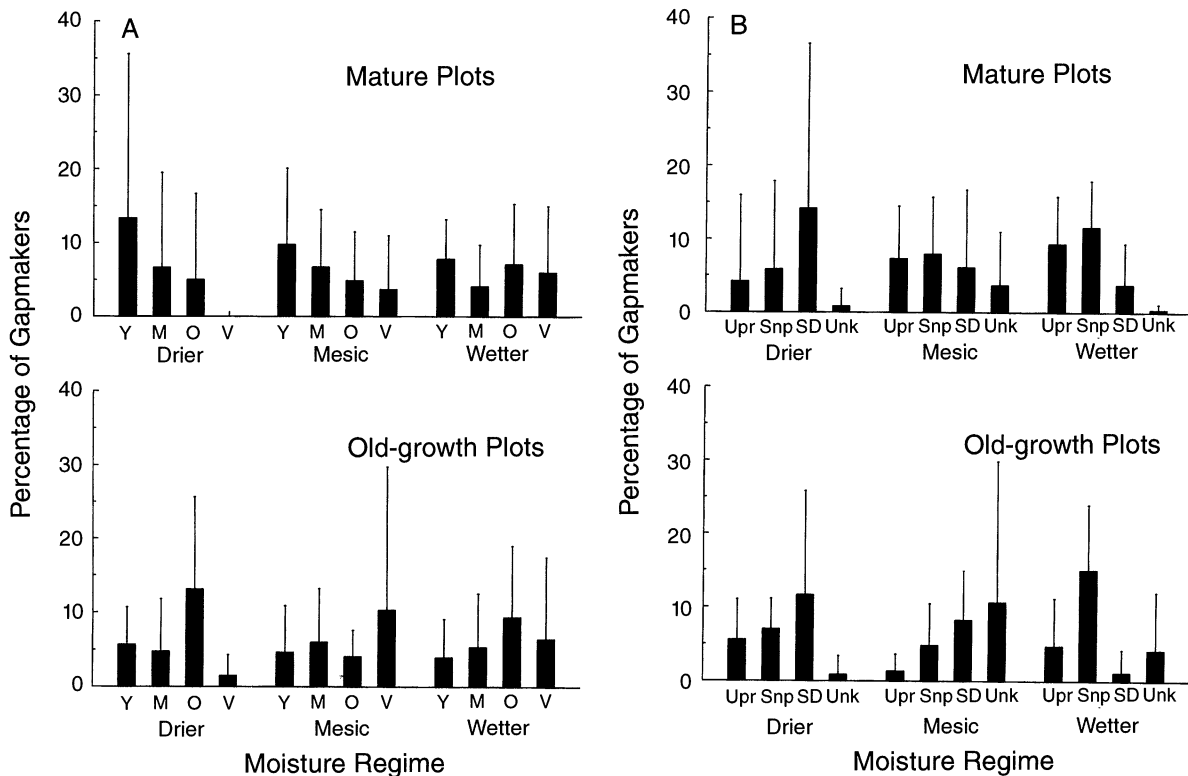 A
Mature Plots
Percentage of Gapmakers
40
30
20
10
0
Y M O V Y M O V Y M O V
Drier Mesic Wetter
Old-growth Plots
40
30
20
10
0
Y M O V Y M O V Y M O V
Drier Mesic Wetter
Moisture Regime
B
Mature Plots
Percentage of Gapmakers
40
30
20
10
0
Upr Snp SD Unk Upr Snp SD Unk Upr Snp SD Unk
Drier Mesic Wetter
Old-growth Plots
40
30
20
10
0
Upr Snp SD Unk Upr Snp SD Unk Upr Snp SD Unk
Drier Mesic Wetter
Moisture Regime